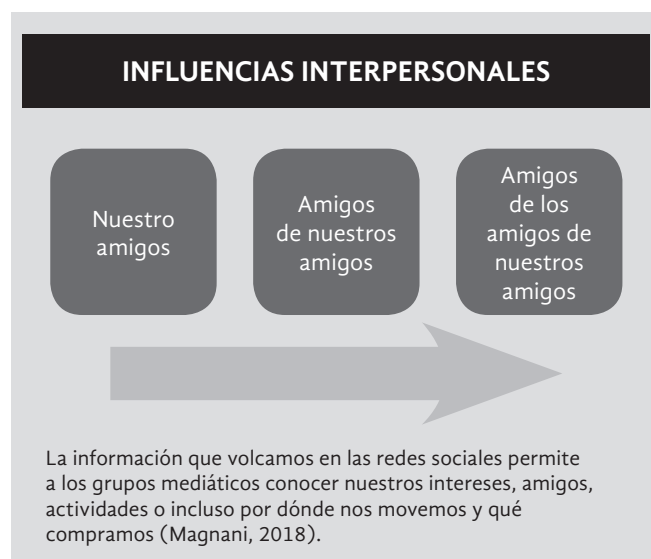 INFLUENCIAS INTERPERSONALES
Nuestro
amigos
Amigos
de nuestros
amigos
Amigos
de los
amigos de
nuestros
amigos
La información que volcamos en las redes sociales permite
a los grupos mediáticos conocer nuestros intereses, amigos,
actividades o incluso por dónde nos movemos y qué
compramos (Magnani, 2018).